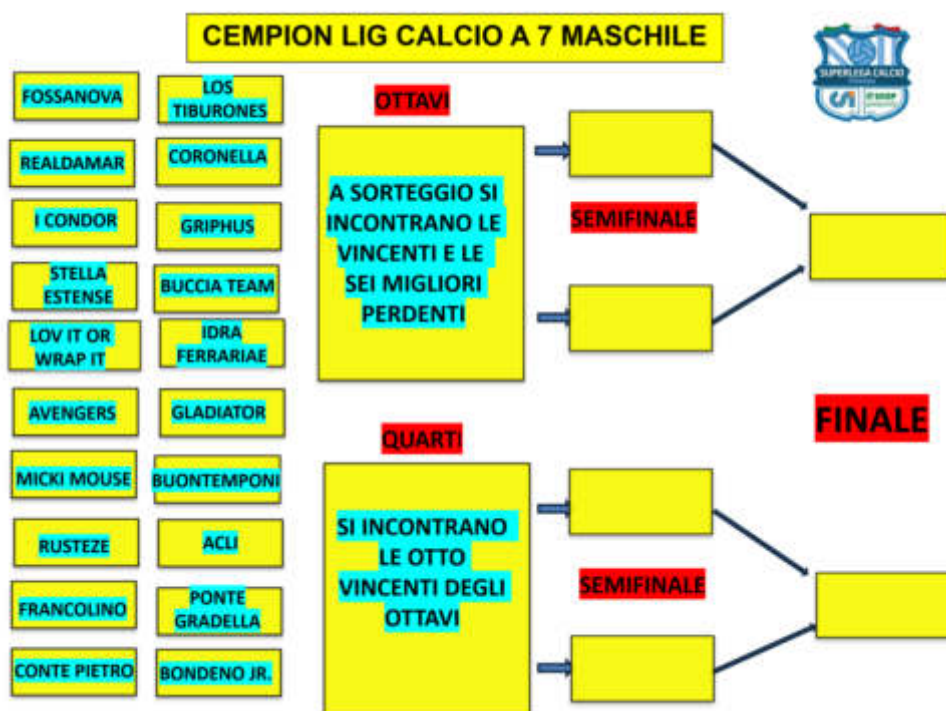 CEMPION LIG CALCIO A 7 MASCHILE
SUPERLEGA CALCIO
FOSSANOVA
LOS
TIBURONES
REALDAMAR
CORONELLA
I CONDOR
GRIPHUS
STELLA
ESTENSE
BUCCIA TEAM
LOV IT OR
WRAP IT
IDRA
FERRARIAE
AVENGERS
GLADIATOR
MICKI MOUSE
BUONTEMPONI
RUSTEZE
ACLI
FRANCOLINO
PONTE
GRADELLA
CONTE PIETRO
BONDENO JR.
OTTAVI
A SORTEGGIO SI
INCONTRANO LE
VINCENTI E LE
SEI MIGLIORI
PERDENTI
SEMIFINALE
QUARTI
SI INCONTRANO
LE OTTO
VINCENTI DEGLI
OTTAVI
SEMIFINALE
FINALE